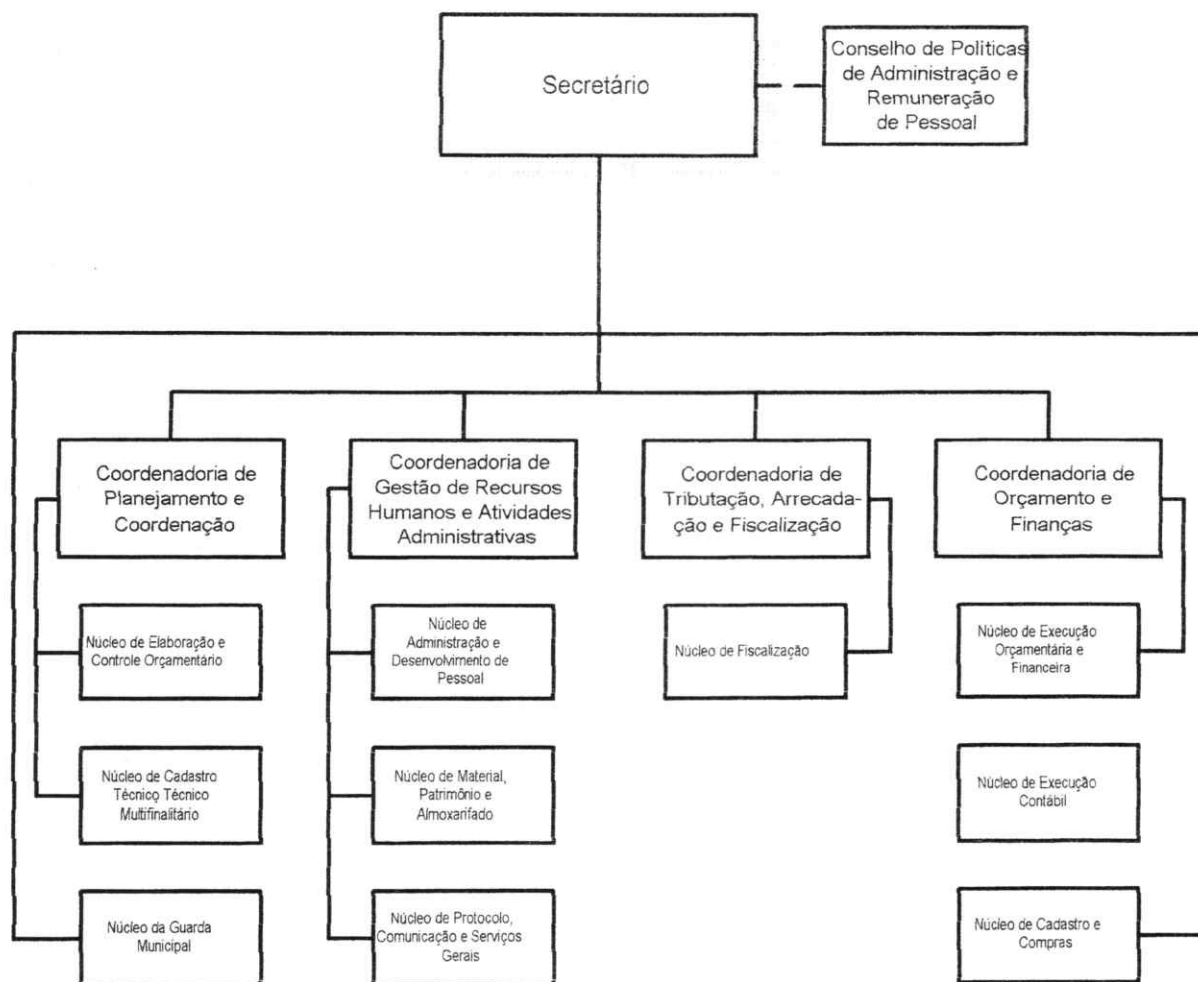 Secretário
Conselho de Políticas
de Administração e
Remuneração
de Pessoal
Coordenadoria de
Planejamento e
Coordenação
Coordenadoria de
Gestão de Recursos
Humanos e Atividades
Administrativas
Coordenadoria de
Tributação, Arrecada-
ção e Fiscalização
Coordenadoria de
Orçamento e
Finanças
Núcleo de Elaboração e
Controle Orçamentário
Núcleo de
Administração e
Desenvolvimento de
Pessoal
Núcleo de Fiscalização
Núcleo de Execução
Orçamentária e
Financeira
Núcleo de Cadastro
Técnico Técnico
Multifinalitário
Núcleo de Material,
Patrimônio e
Almoxarifado
Núcleo de Execução
Contábil
Núcleo da Guarda
Municipal
Núcleo de Protocolo,
Comunicação e Serviços
Gerais
Núcleo de Cadastro e
Compras